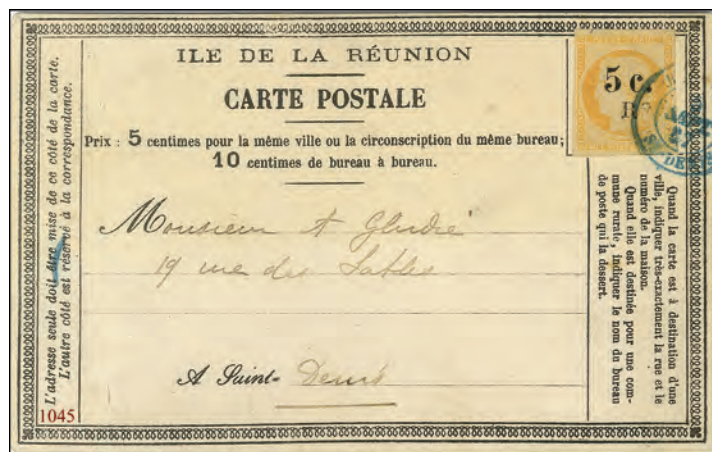 ILE DE LA RÉUNION
CARTE POSTALE
Prix : 5 centimes pour la même ville ou la circonscription du même bureau;
10 centimes de bureau à bureau.
5 c.
R
Monsieur A
19 rue des Sables
A Saint-Denis
L'adresse seule doit être mise de ce côté de la carte.
L'autre côté est réservé à la correspondance.
Quand la carte est à destination d'une
ville, indiquer très-exactement la rue et le
numéro de la maison.
Quand elle est destinée pour une com-
mune rurale, indiquer le nom du bureau
de poste qui la dessert.
1045